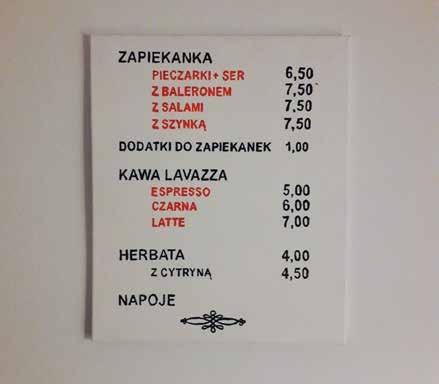 ZAPIEKANKA
PIECZARKI + SER 6,50
Z BALERONEM 7,50
Z SALAMI 7,50
Z SZYNKĄ 7,50
DODATKI DO ZAPIEKANEK 1,00
KAWA LAVAZZA
ESPRESSO 5,00
CZARNA 6,00
LATTE 7,00
HERBATA 4,00
Z CYTRYNĄ 4,50
NAPOJE